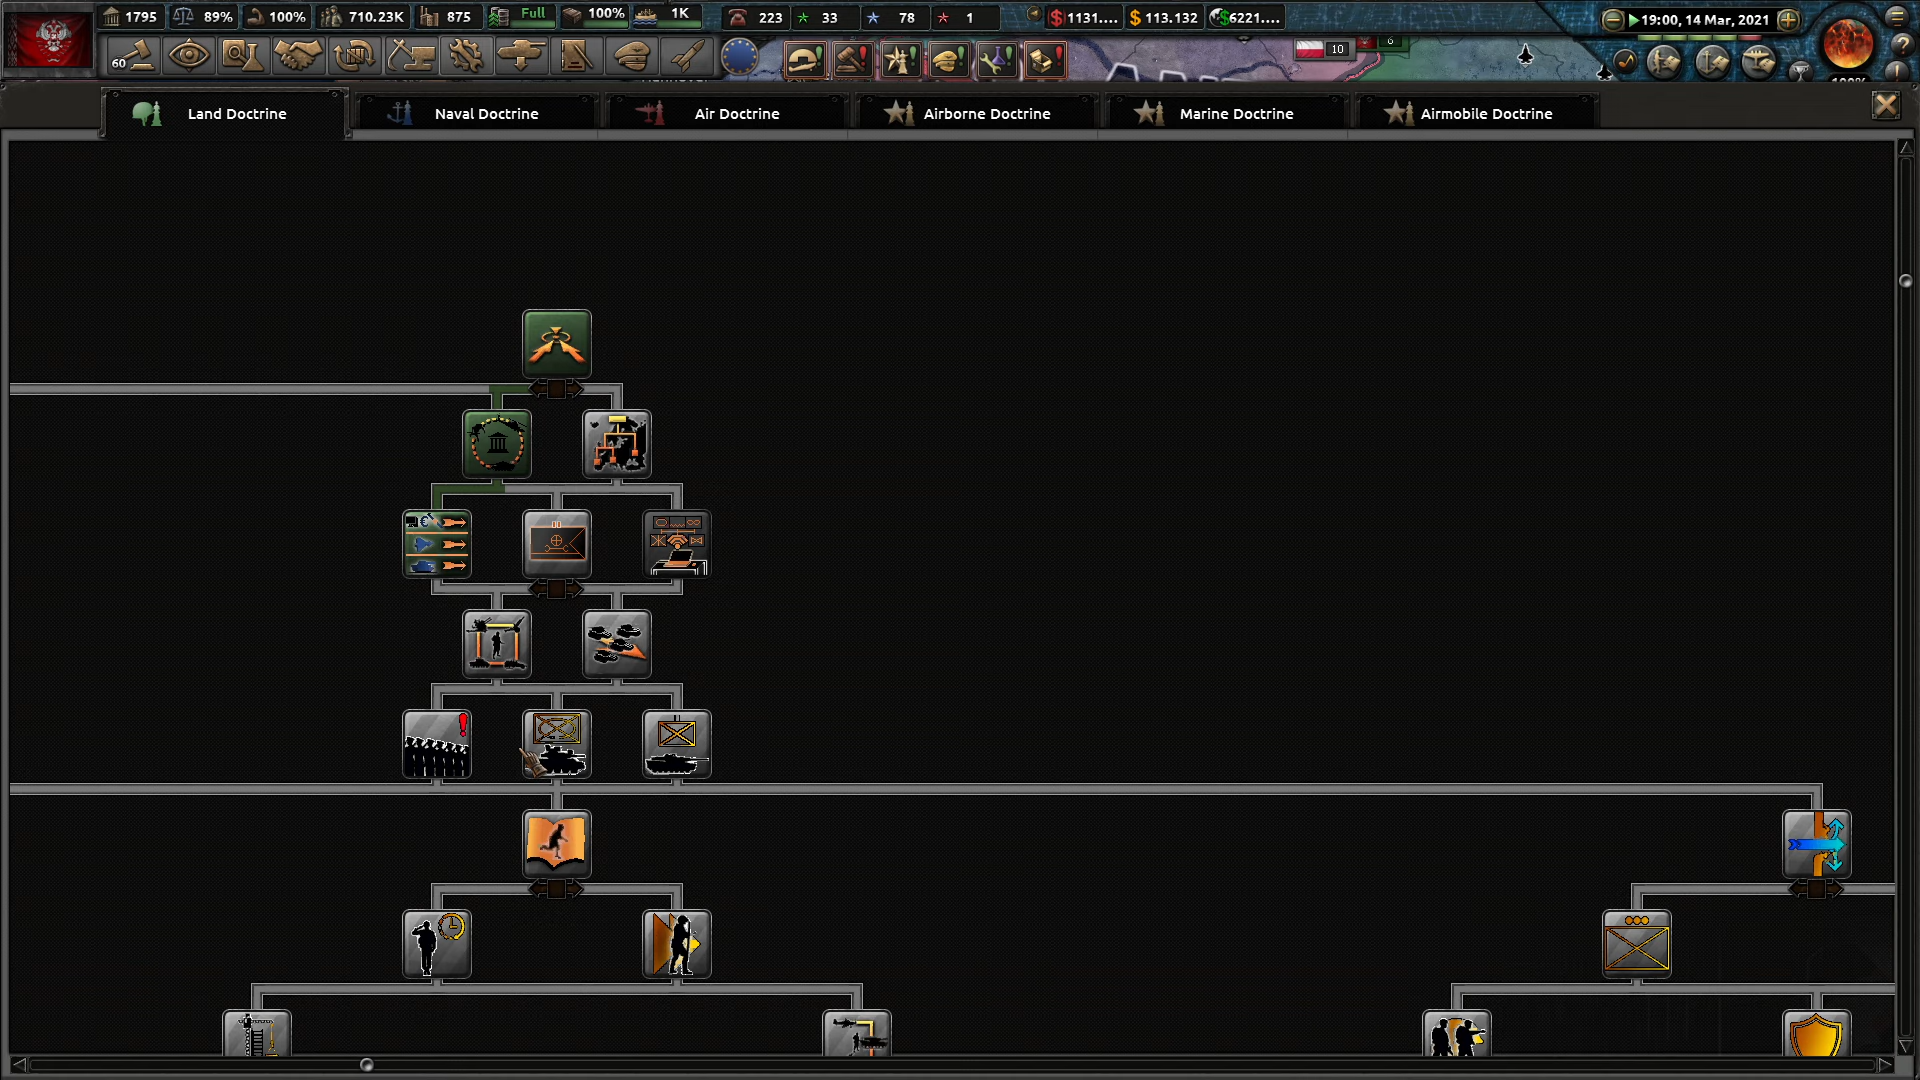 1795 89% 100% 710.23K 875 Full 100% 1K 223 33 78 1 1131.... 113.132 6221.... 19:00, 14 Mar, 2021
60 10 6
Land Doctrine Naval Doctrine Air Doctrine Airborne Doctrine Marine Doctrine Airmobile Doctrine